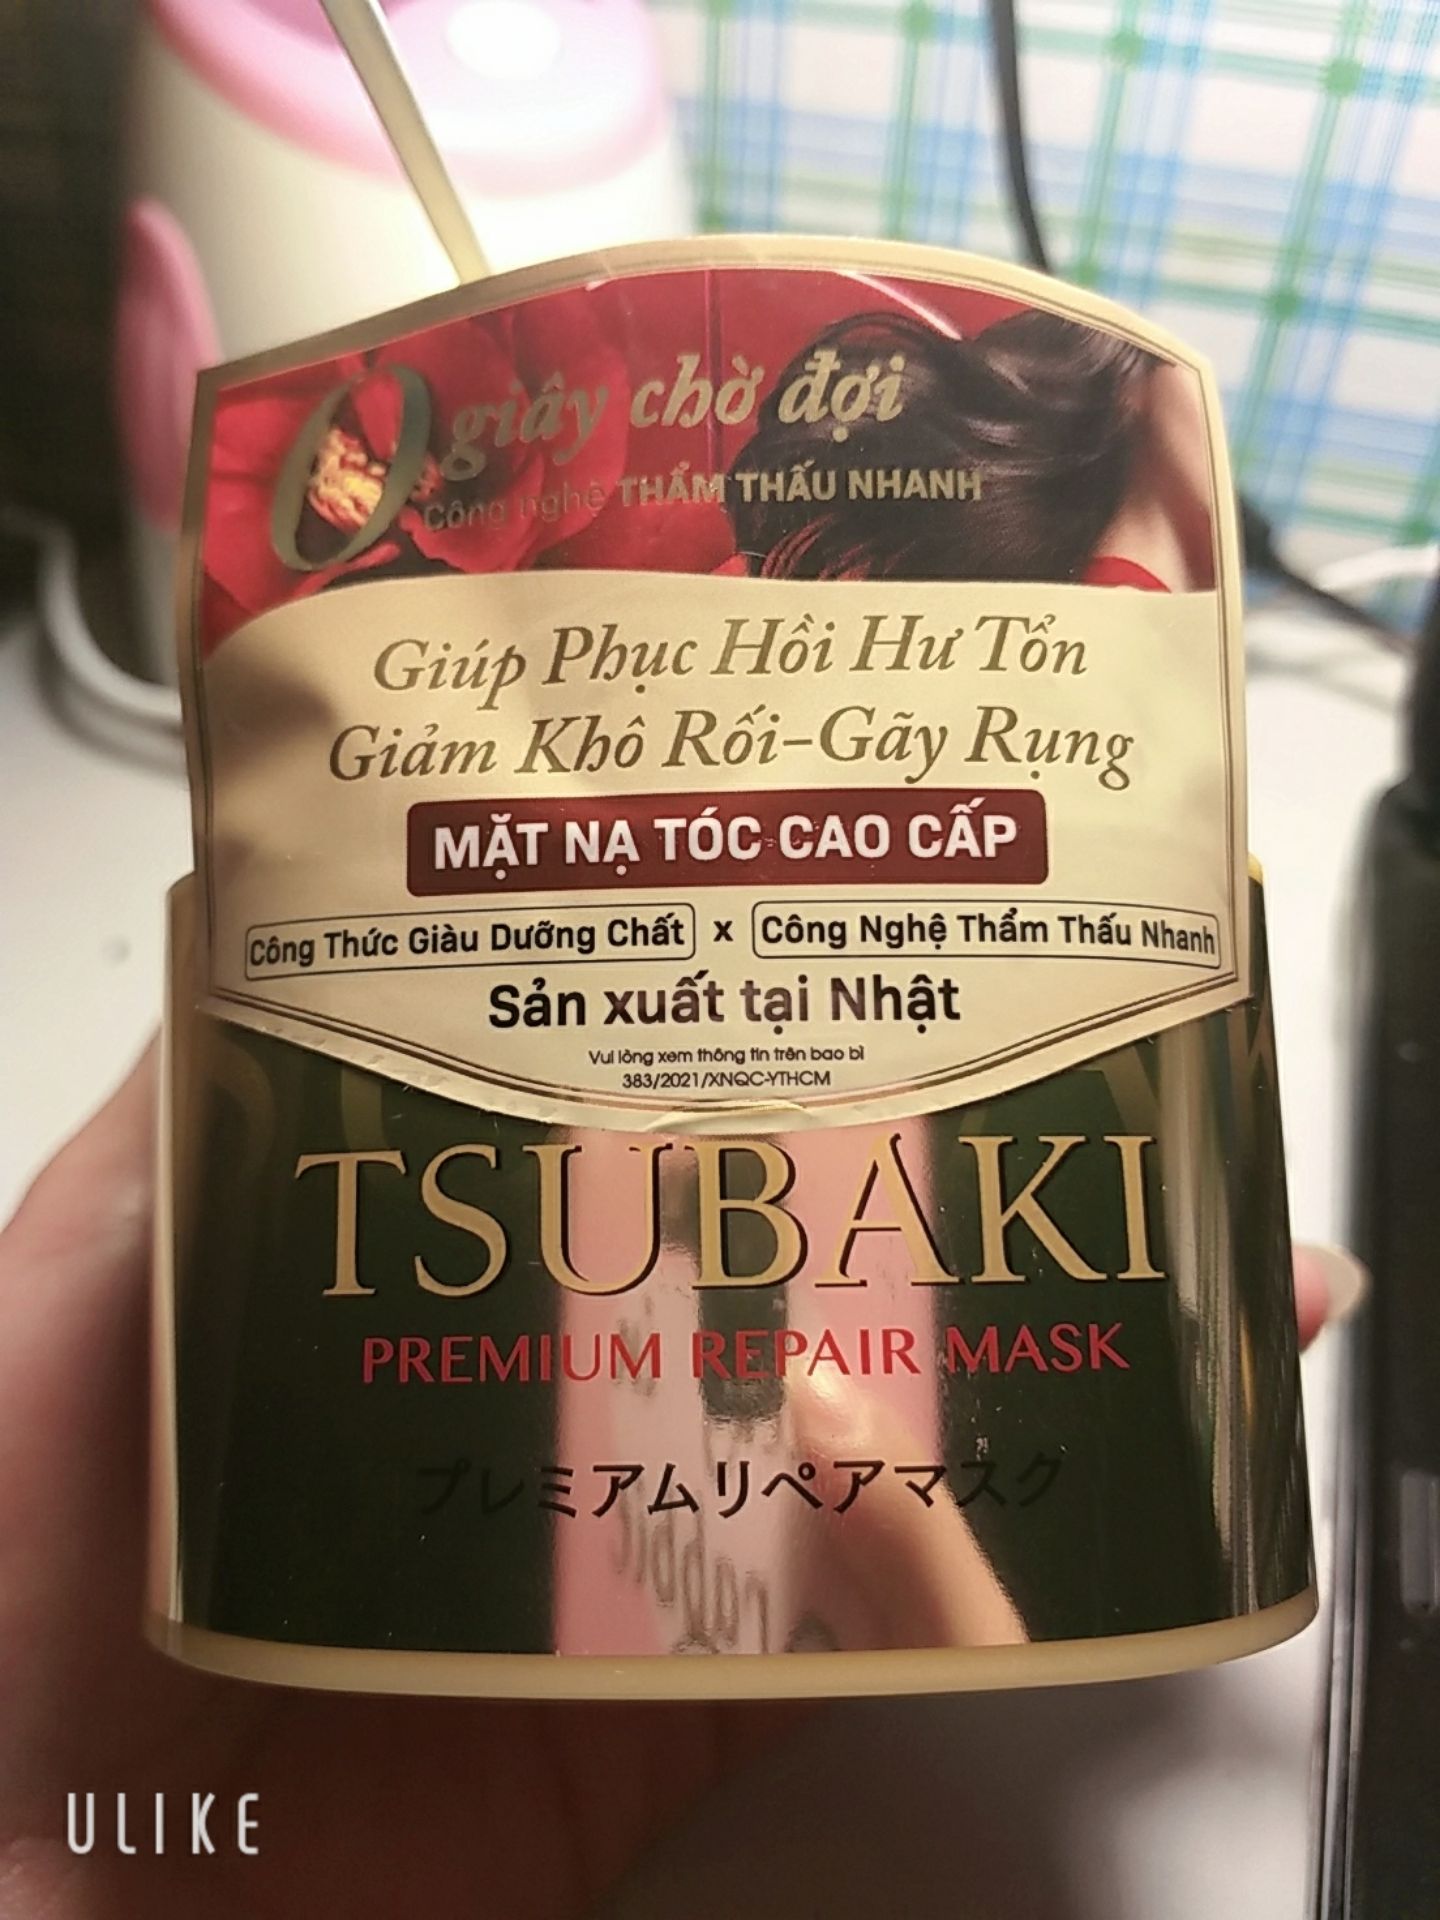 0 giây chờ đợi
Công nghệ THẨM THẤU NHANH
Giúp Phục Hồi Hư Tổn
Giảm Khô Rối-Gãy Rụng
MẶT NẠ TÓC CAO CẤP
Công Thức Giàu Dưỡng Chất x Công Nghệ Thẩm Thấu Nhanh
Sản xuất tại Nhật
Vui lòng xem thông tin trên bao bì
383/2021/XNQC-YTHCM
TSUBAKI
PREMIUM REPAIR MASK
プレミアムリペアマスク
ULIKE